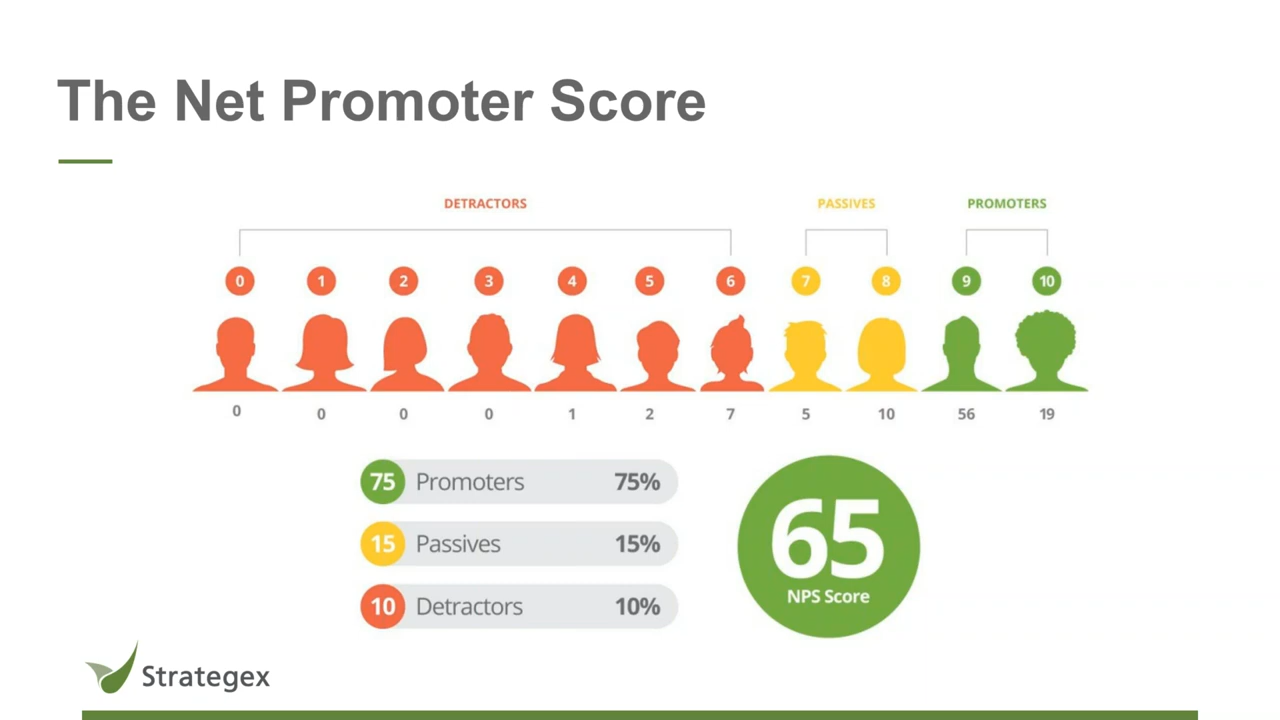 The Net Promoter Score
DETRACTORS PASSIVES PROMOTERS
0 1 2 3 4 5 6 7 8 9 10
0 0 0 0 1 2 7 5 10 56 19
75 Promoters 75%
15 Passives 15%
10 Detractors 10%
65
NPS Score
Strategex